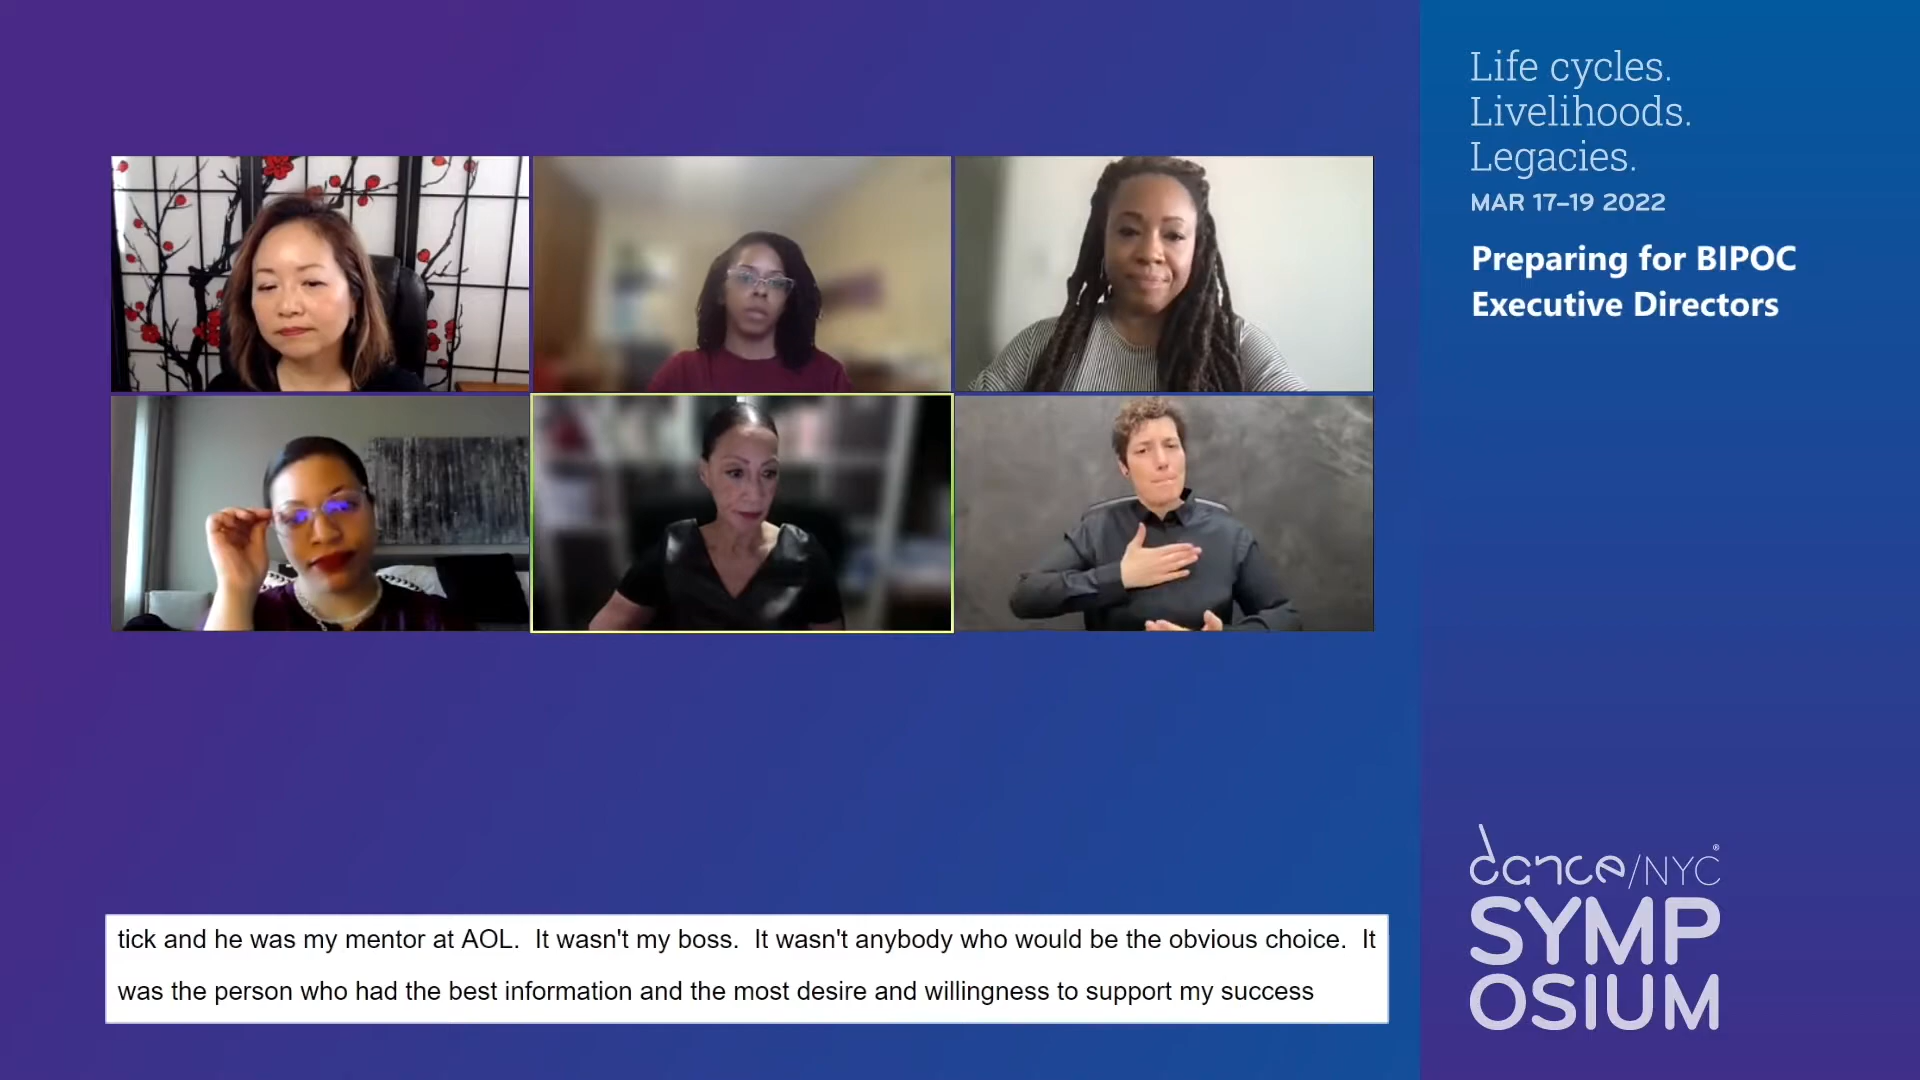 Life cycles.
Livelihoods.
Legacies.
MAR 17–19 2022
Preparing for BIPOC
Executive Directors
dance/NYC®
SYMP
OSIUM
tick and he was my mentor at AOL.  It wasn't my boss.  It wasn't anybody who would be the obvious choice.  It
was the person who had the best information and the most desire and willingness to support my success